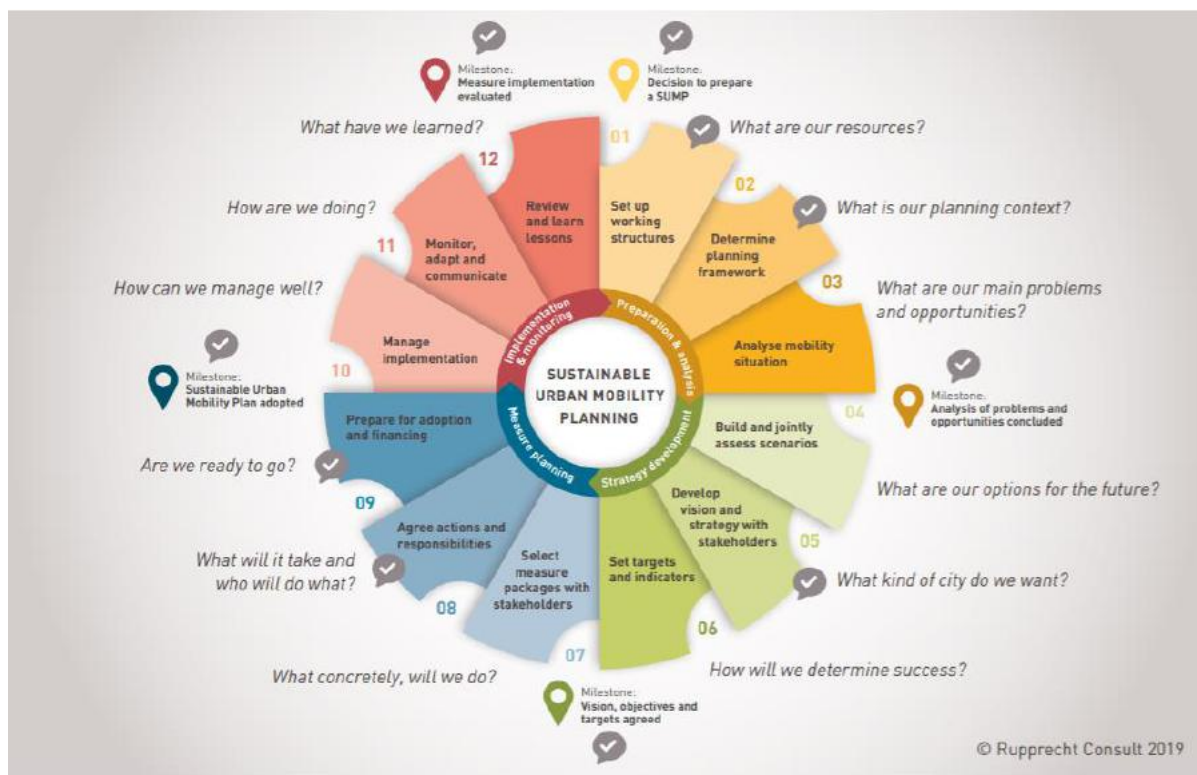 Milestone:
Measure implementation
evaluated
Milestone:
Decision to prepare
a SUMP
What have we learned?
What are our resources?
How are we doing?
What is our planning context?
How can we manage well?
What are our main problems
and opportunities?
Milestone:
Sustainable Urban
Mobility Plan adopted
Milestone:
Analysis of problems and
opportunities concluded
Are we ready to go?
What are our options for the future?
What will it take and
who will do what?
What kind of city do we want?
What concretely, will we do?
How will we determine success?
Milestone:
Vision, objectives and
targets agreed
01
Set up
working
structures
02
Determine
planning
framework
03
Analyse mobility
situation
04
Build and jointly
assess scenarios
05
Develop
vision and
strategy with
stakeholders
06
Set targets
and indicators
07
Select
measure
packages with
stakeholders
08
Agree actions and
responsibilities
09
Prepare for adoption
and financing
10
Manage
implementation
11
Monitor,
adapt and
communicate
12
Review
and learn
lessons
Preparation & analysis
Strategy development
Measure planning
Implementation
& monitoring
SUSTAINABLE
URBAN MOBILITY
PLANNING
© Rupprecht Consult 2019